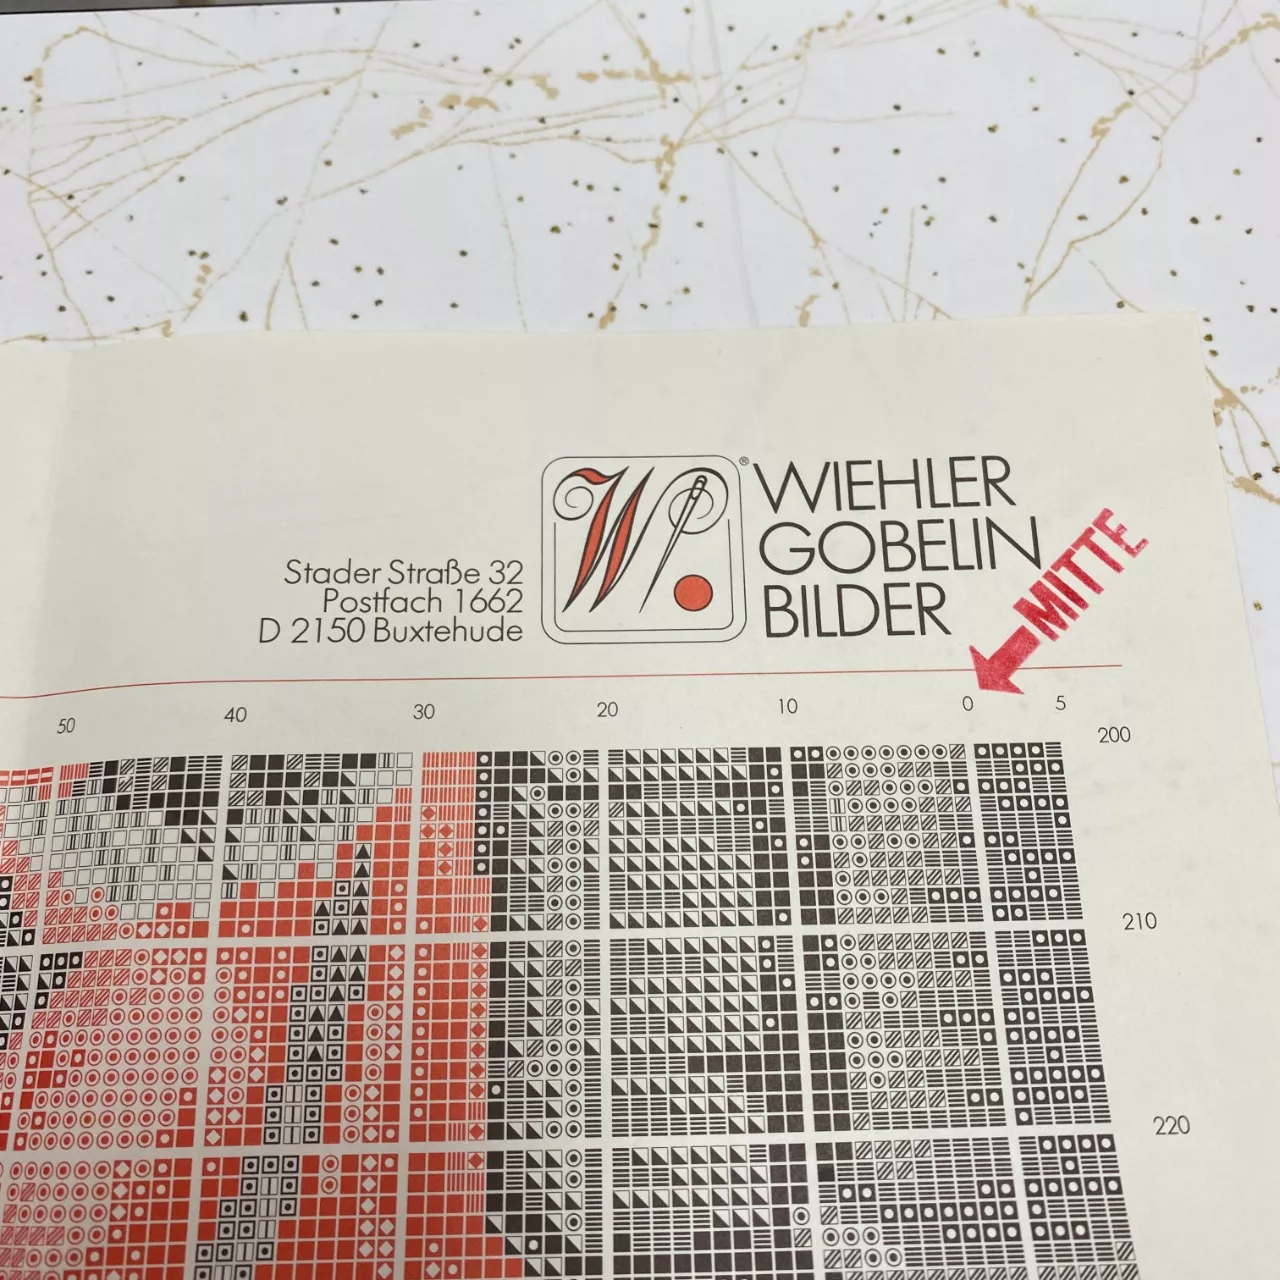 Stader Straße 32
Postfach 1662
D 2150 Buxtehude
W
®
WIEHLER
GOBELIN
BILDER
MITTE
50 40 30 20 10 0 5
200
210
220